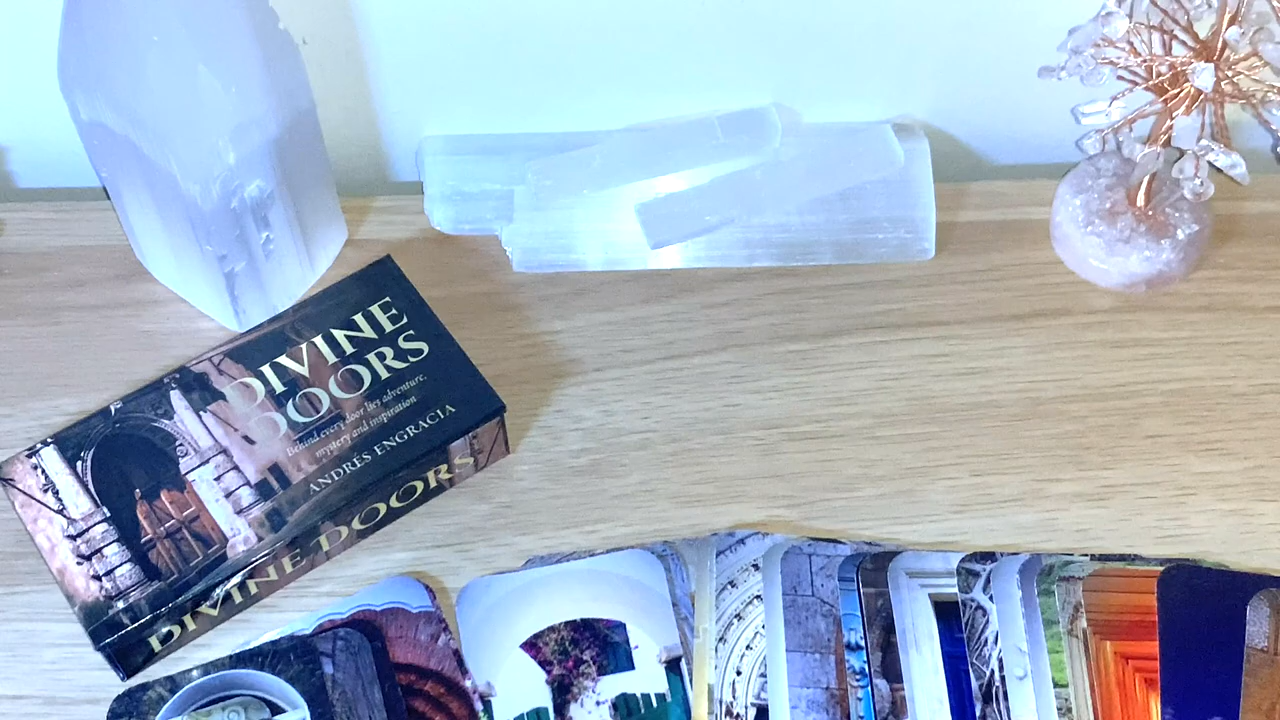 DIVINE
DOORS
Behind every door lies adventure,
mystery and inspiration
ANDRÉS ENGRACIA
DIVINE DOORS